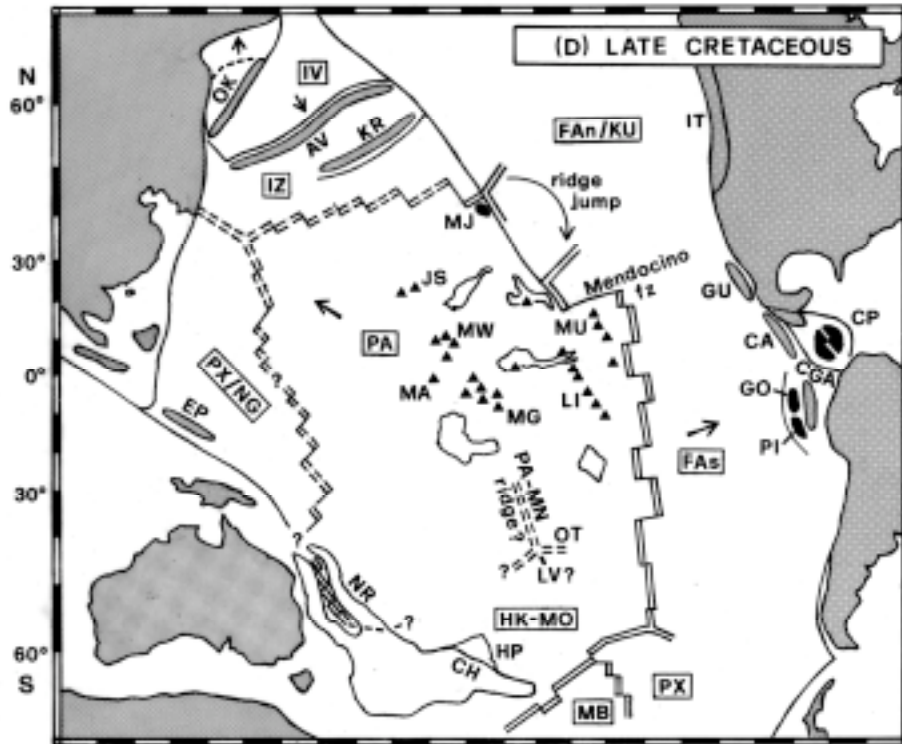 (D) LATE CRETACEOUS
N
60°
30°
0°
30°
60°
S
OK
IV
IT
FAn/KU
AV
KR
IZ
ridge
jump
MJ
Mendocino
fz
JS
GU
MW
MU
CP
PA
CA
CGA
PX/NG
MA
MG
LI
GO
EP
PI
FAs
PA-MN
ridge?
OT
?
?
LV?
NR
?
HK-MO
HP
CH
PX
MB